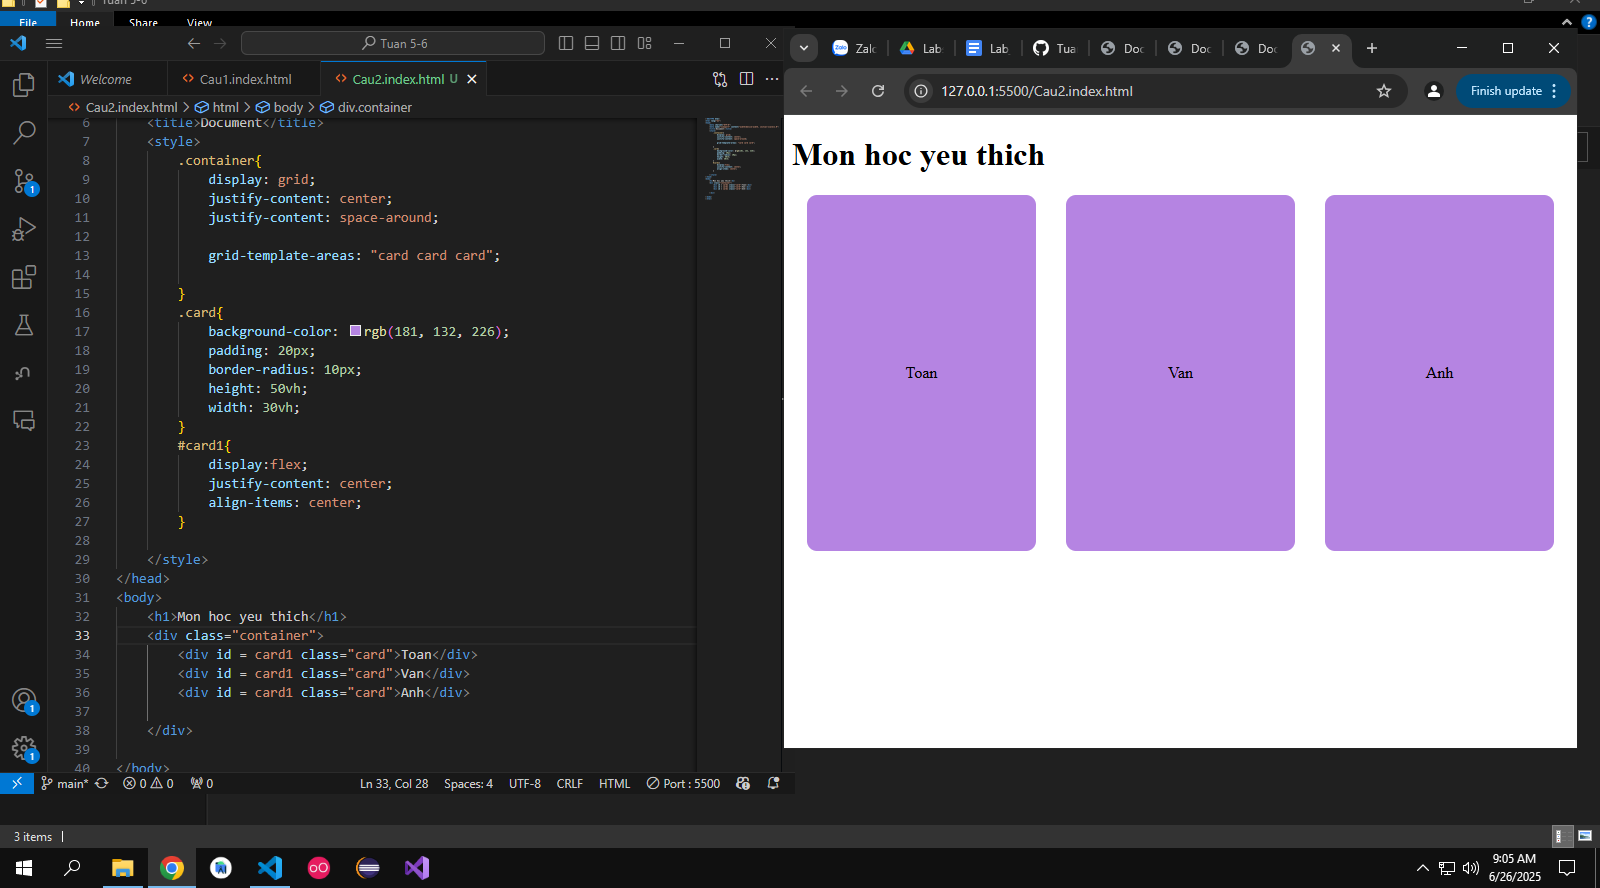 Tuan 5-6
File Home Share View
Tuan 5-6
Welcome Cau1.index.html Cau2.index.html U
Cau2.index.html > html > body > div.container
6 <title>Document</title>
7 <style>
8 .container{
9 display: grid;
10 justify-content: center;
11 justify-content: space-around;
12
13 grid-template-areas: "card card card";
14
15 }
16 .card{
17 background-color: rgb(181, 132, 226);
18 padding: 20px;
19 border-radius: 10px;
20 height: 50vh;
21 width: 30vh;
22 }
23 #card1{
24 display:flex;
25 justify-content: center;
26 align-items: center;
27 }
28
29 </style>
30 </head>
31 <body>
32 <h1>Mon hoc yeu thich</h1>
33 <div class="container">
34 <div id = card1 class="card">Toan</div>
35 <div id = card1 class="card">Van</div>
36 <div id = card1 class="card">Anh</div>
37
38 </div>
39
40 </body>
1
1
1
main* 0 0 0 Ln 33, Col 28 Spaces: 4 UTF-8 CRLF HTML Port : 5500
Zalo Zalc Lab Lab Tua Doc Doc Doc
127.0.0.1:5500/Cau2.index.html Finish update
Mon hoc yeu thich
Toan Van Anh
3 items
9:05 AM
6/26/2025